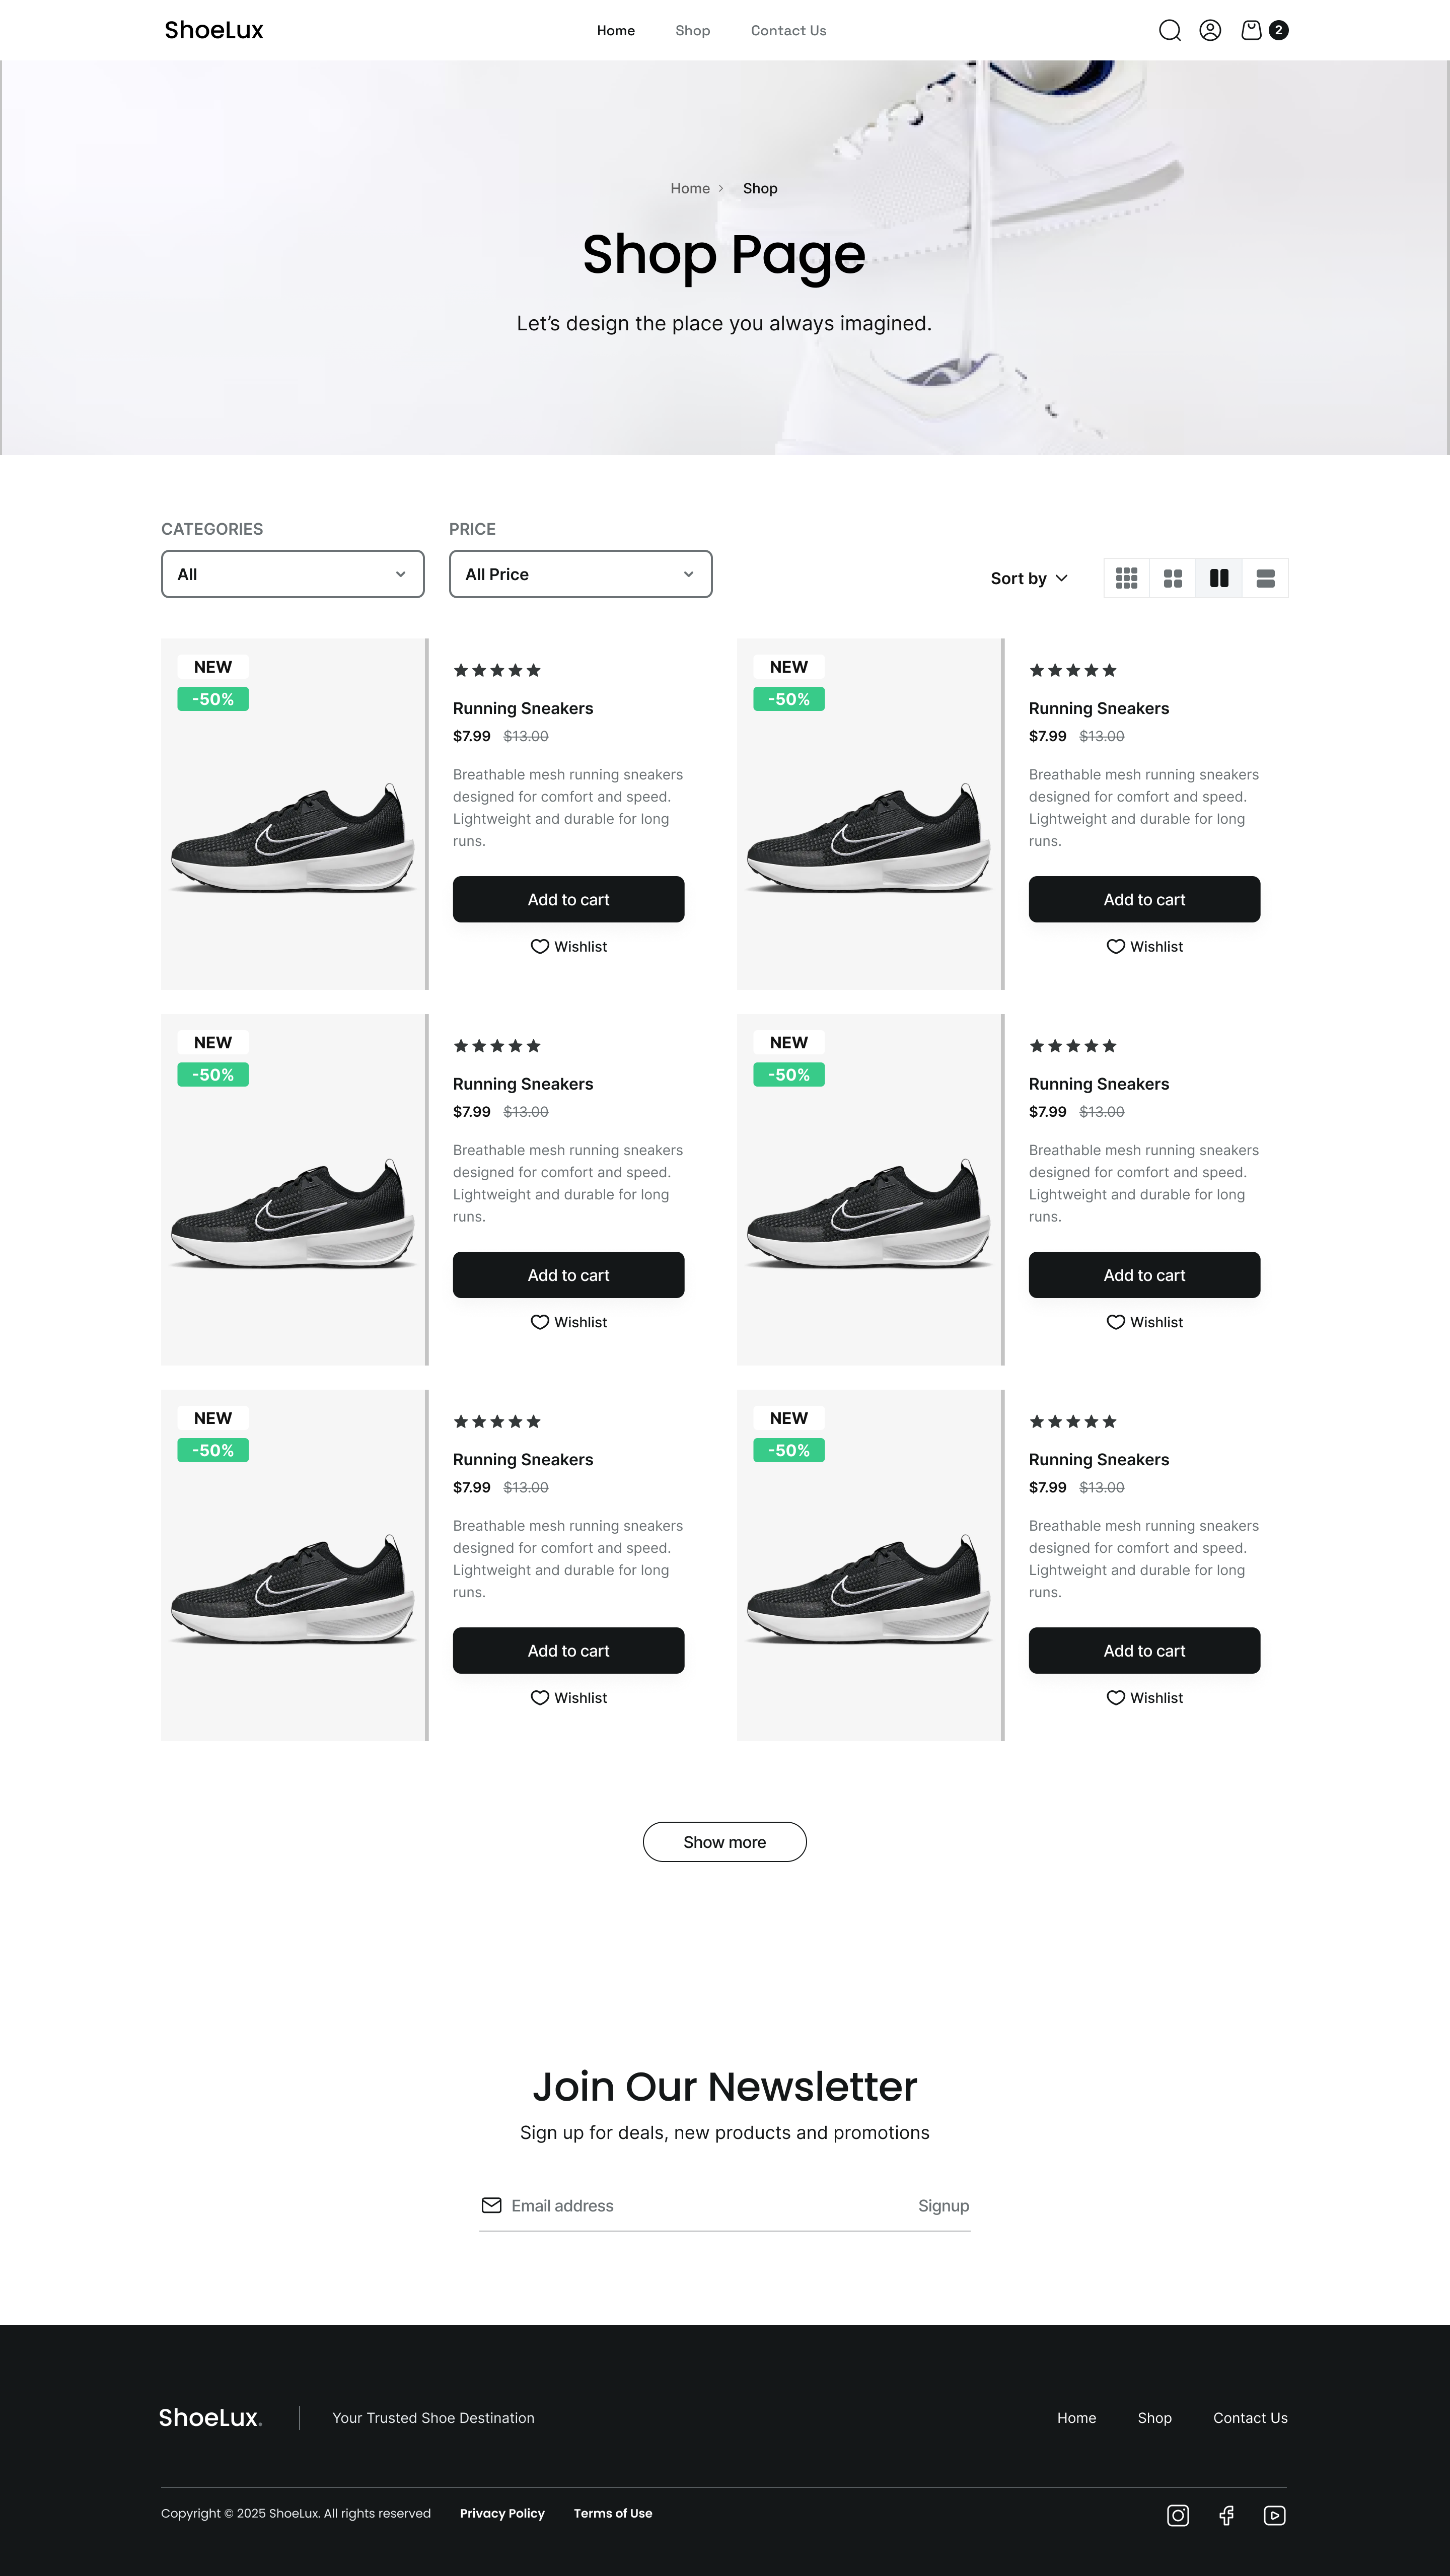 ShoeLux
Home Shop Contact Us
2
Home > Shop
Shop Page
Let’s design the place you always imagined.
CATEGORIES
All
PRICE
All Price
Sort by
NEW
-50%
Running Sneakers
$7.99 $13.00
Breathable mesh running sneakers
designed for comfort and speed.
Lightweight and durable for long
runs.
Add to cart
Wishlist
NEW
-50%
Running Sneakers
$7.99 $13.00
Breathable mesh running sneakers
designed for comfort and speed.
Lightweight and durable for long
runs.
Add to cart
Wishlist
NEW
-50%
Running Sneakers
$7.99 $13.00
Breathable mesh running sneakers
designed for comfort and speed.
Lightweight and durable for long
runs.
Add to cart
Wishlist
NEW
-50%
Running Sneakers
$7.99 $13.00
Breathable mesh running sneakers
designed for comfort and speed.
Lightweight and durable for long
runs.
Add to cart
Wishlist
NEW
-50%
Running Sneakers
$7.99 $13.00
Breathable mesh running sneakers
designed for comfort and speed.
Lightweight and durable for long
runs.
Add to cart
Wishlist
NEW
-50%
Running Sneakers
$7.99 $13.00
Breathable mesh running sneakers
designed for comfort and speed.
Lightweight and durable for long
runs.
Add to cart
Wishlist
Show more
Join Our Newsletter
Sign up for deals, new products and promotions
Email address
Signup
ShoeLux.
Your Trusted Shoe Destination
Home Shop Contact Us
Copyright © 2025 ShoeLux. All rights reserved
Privacy Policy
Terms of Use